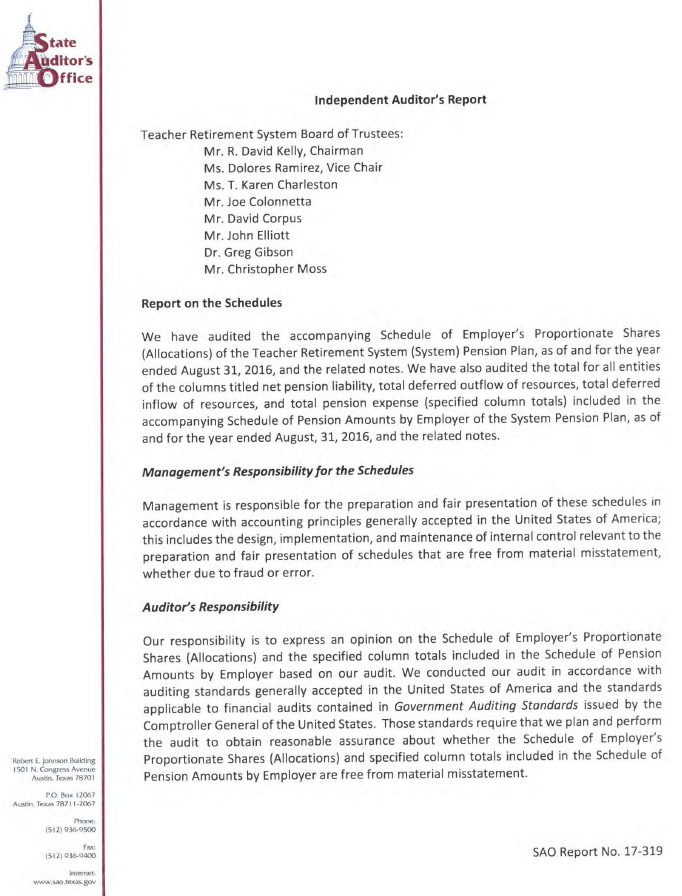 State
Auditor's
Office
Independent Auditor's Report
Teacher Retirement System Board of Trustees:
Mr. R. David Kelly, Chairman
Ms. Dolores Ramirez, Vice Chair
Ms. T. Karen Charleston
Mr. Joe Colonnetta
Mr. David Corpus
Mr. John Elliott
Dr. Greg Gibson
Mr. Christopher Moss
Report on the Schedules
We have audited the accompanying Schedule of Employer's Proportionate Shares
(Allocations) of the Teacher Retirement System (System) Pension Plan, as of and for the year
ended August 31, 2016, and the related notes. We have also audited the total for all entities
of the columns titled net pension liability, total deferred outflow of resources, total deferred
inflow of resources, and total pension expense (specified column totals) included in the
accompanying Schedule of Pension Amounts by Employer of the System Pension Plan, as of
and for the year ended August, 31, 2016, and the related notes.
Management's Responsibility for the Schedules
Management is responsible for the preparation and fair presentation of these schedules in
accordance with accounting principles generally accepted in the United States of America;
this includes the design, implementation, and maintenance of internal control relevant to the
preparation and fair presentation of schedules that are free from material misstatement,
whether due to fraud or error.
Auditor's Responsibility
Our responsibility is to express an opinion on the Schedule of Employer's Proportionate
Shares (Allocations) and the specified column totals included in the Schedule of Pension
Amounts by Employer based on our audit. We conducted our audit in accordance with
auditing standards generally accepted in the United States of America and the standards
applicable to financial audits contained in Government Auditing Standards issued by the
Comptroller General of the United States. Those standards require that we plan and perform
the audit to obtain reasonable assurance about whether the Schedule of Employer's
Proportionate Shares (Allocations) and specified column totals included in the Schedule of
Pension Amounts by Employer are free from material misstatement.
Robert E. Johnson Building
1501 N. Congress Avenue
Austin, Texas 78701
P.O. Box 12067
Austin, Texas 78711-2067
Phone:
(512) 936-9500
Fax:
(512) 936-9400
Internet:
www.sao.texas.gov
SAO Report No. 17-319